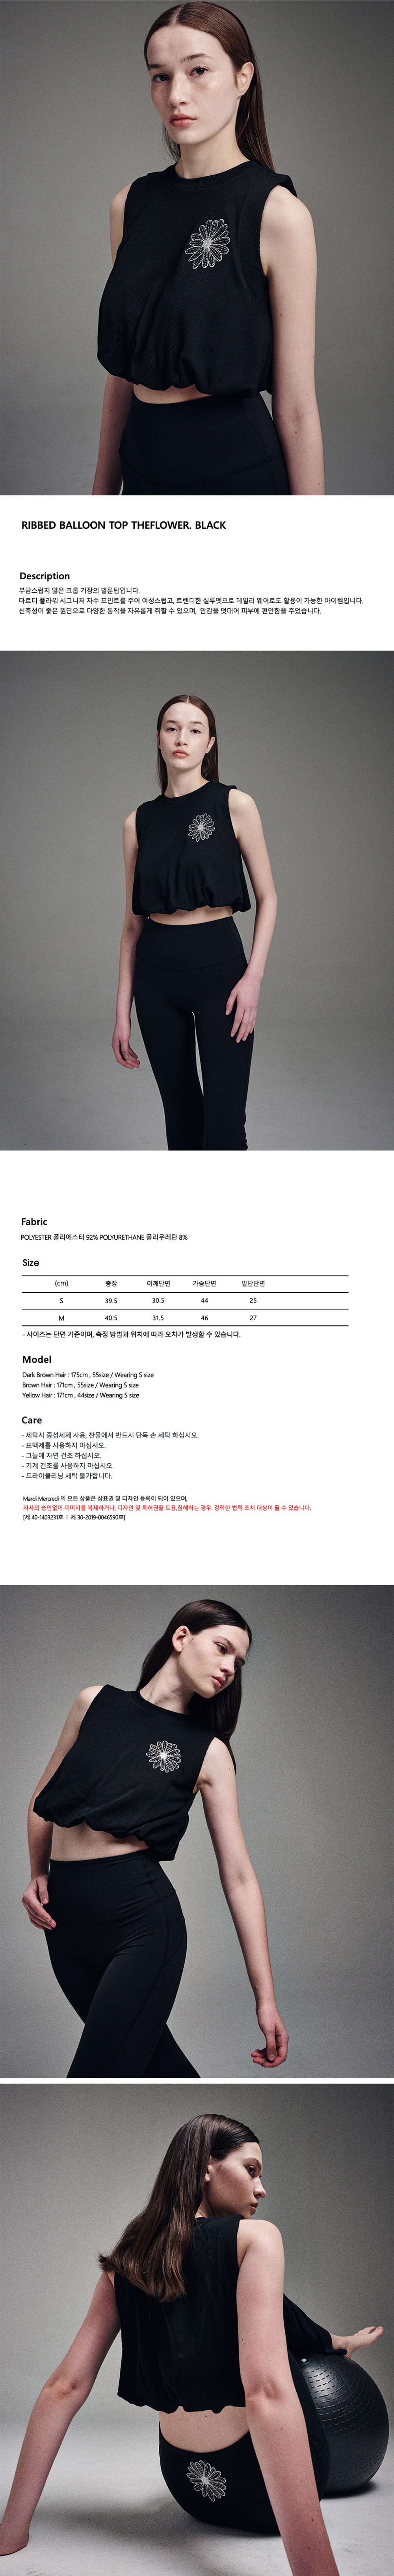 RIBBED BALLOON TOP THEFLOWER. BLACK
Description
부담스럽지 않은 크롭 기장의 벌룬탑입니다.
마르디 플라워 시그니처 자수 포인트를 주어 여성스럽고, 트렌디한 실루엣으로 데일리 웨어로도 활용이 가능한 아이템입니다.
신축성이 좋은 원단으로 다양한 동작을 자유롭게 취할 수 있으며, 안감을 덧대어 피부에 편안함을 주었습니다.
Fabric
POLYESTER 폴리에스터 92% POLYURETHANE 폴리우레탄 8%
Size
(cm) 총장 어깨단면 가슴단면 밑단단면
S 39.5 30.5 44 25
M 40.5 31.5 46 27
- 사이즈는 단면 기준이며, 측정 방법과 위치에 따라 오차가 발생할 수 있습니다.
Model
Dark Brown Hair : 175cm , 55size / Wearing S size
Brown Hair : 171cm , 55size / Wearing S size
Yellow Hair : 171cm , 44size / Wearing S size
Care
- 세탁시 중성세제 사용, 찬물에서 반드시 단독 손 세탁 하십시오.
- 표백제를 사용하지 마십시오.
- 그늘에 자연 건조 하십시오.
- 기계 건조를 사용하지 마십시오.
- 드라이클리닝 세탁 불가합니다.
Mardi Mercredi 의 모든 상품은 상표권 및 디자인 등록이 되어 있으며,
자사의 승인없이 이미지를 복제하거나, 디자인 및 특허권을 도용,침해하는 경우. 강력한 법적 조치 대상이 될 수 있습니다.
[제 40-1403231호 I 제 30-2019-0046590호]